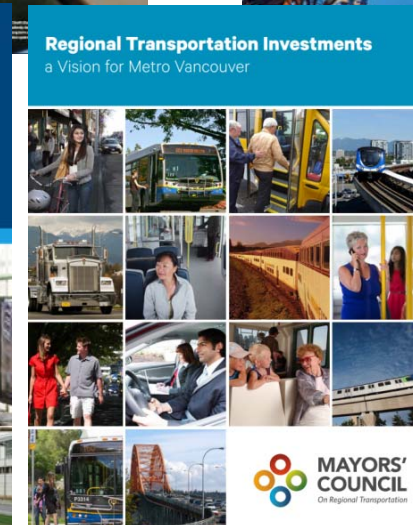 Regional Transportation Investments
a Vision for Metro Vancouver
MAYORS'
COUNCIL
On Regional Transportation